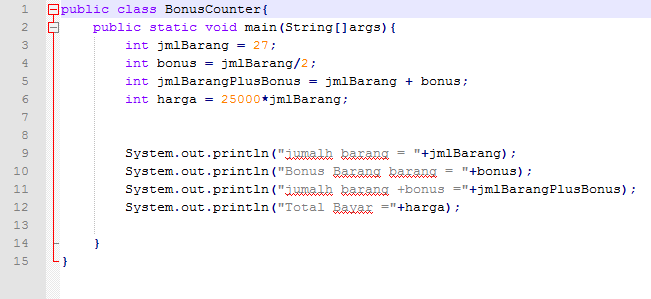 1 public class BonusCounter{
2 public static void main(String[]args){
3 int jmlBarang = 27;
4 int bonus = jmlBarang/2;
5 int jmlBarangPlusBonus = jmlBarang + bonus;
6 int harga = 25000*jmlBarang;
7
8
9 System.out.println("jumalh barang = "+jmlBarang);
10 System.out.println("Bonus Barang barang = "+bonus);
11 System.out.println("jumalh barang +bonus ="+jmlBarangPlusBonus);
12 System.out.println("Total Bayar ="+harga);
13
14 }
15 }